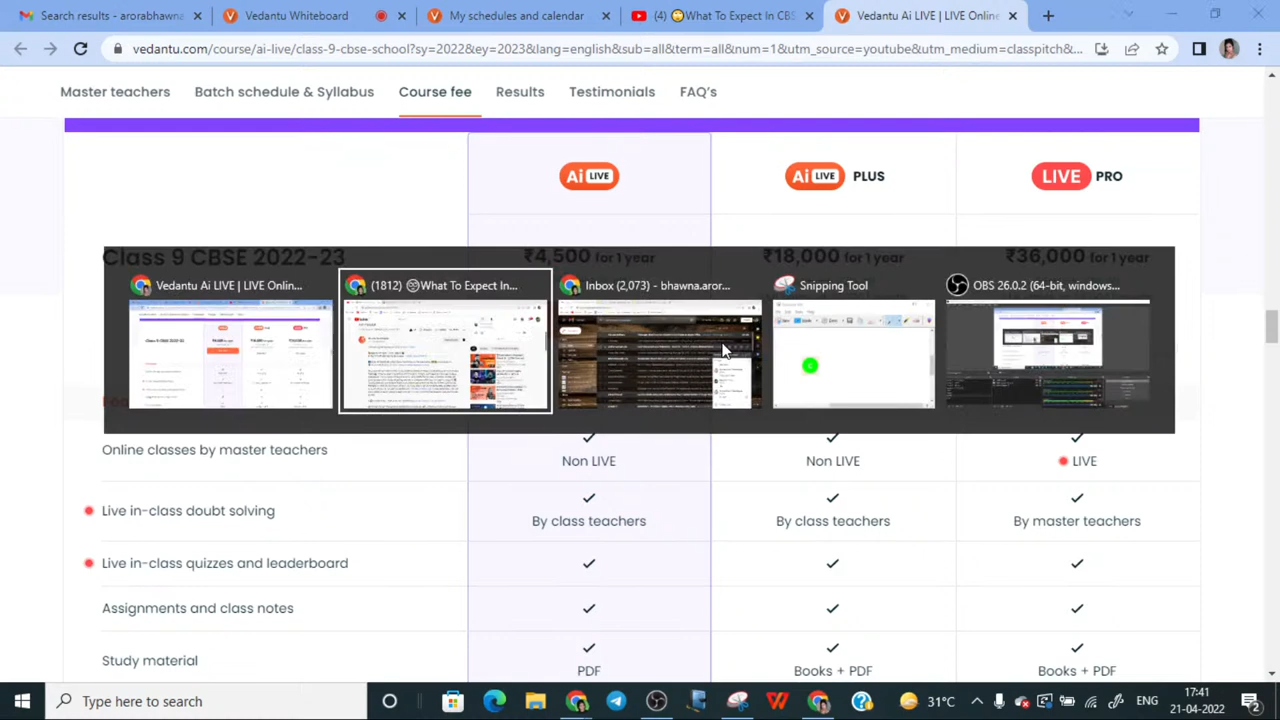 Search results - arorabhawna
Vedantu Whiteboard
My schedules and calendar
(4) What To Expect In CBS
Vedantu Ai LIVE | LIVE Online
vedantu.com/course/ai-live/class-9-cbse-school?sy=2022&ey=2023&lang=english&sub=all&term=all&num=1&utm_source=youtube&utm_medium=classpitch&...
Master teachers
Batch schedule & Syllabus
Course fee
Results
Testimonials
FAQ's
Ai LIVE
Ai LIVE PLUS
LIVE PRO
Class 9 CBSE 2022-23
₹4,500 for 1 year
₹18,000 for 1 year
₹36,000 for 1 year
Vedantu Ai LIVE | LIVE Onlin...
(1812) What To Expect In...
Inbox (2,073) - bhawna.aror...
Snipping Tool
OBS 26.0.2 (64-bit, windows...
Online classes by master teachers
Non LIVE
Non LIVE
LIVE
Live in-class doubt solving
By class teachers
By class teachers
By master teachers
Live in-class quizzes and leaderboard
Assignments and class notes
Study material
PDF
Books + PDF
Books + PDF
Type here to search
31°C
ENG
17:41
21-04-2022
2